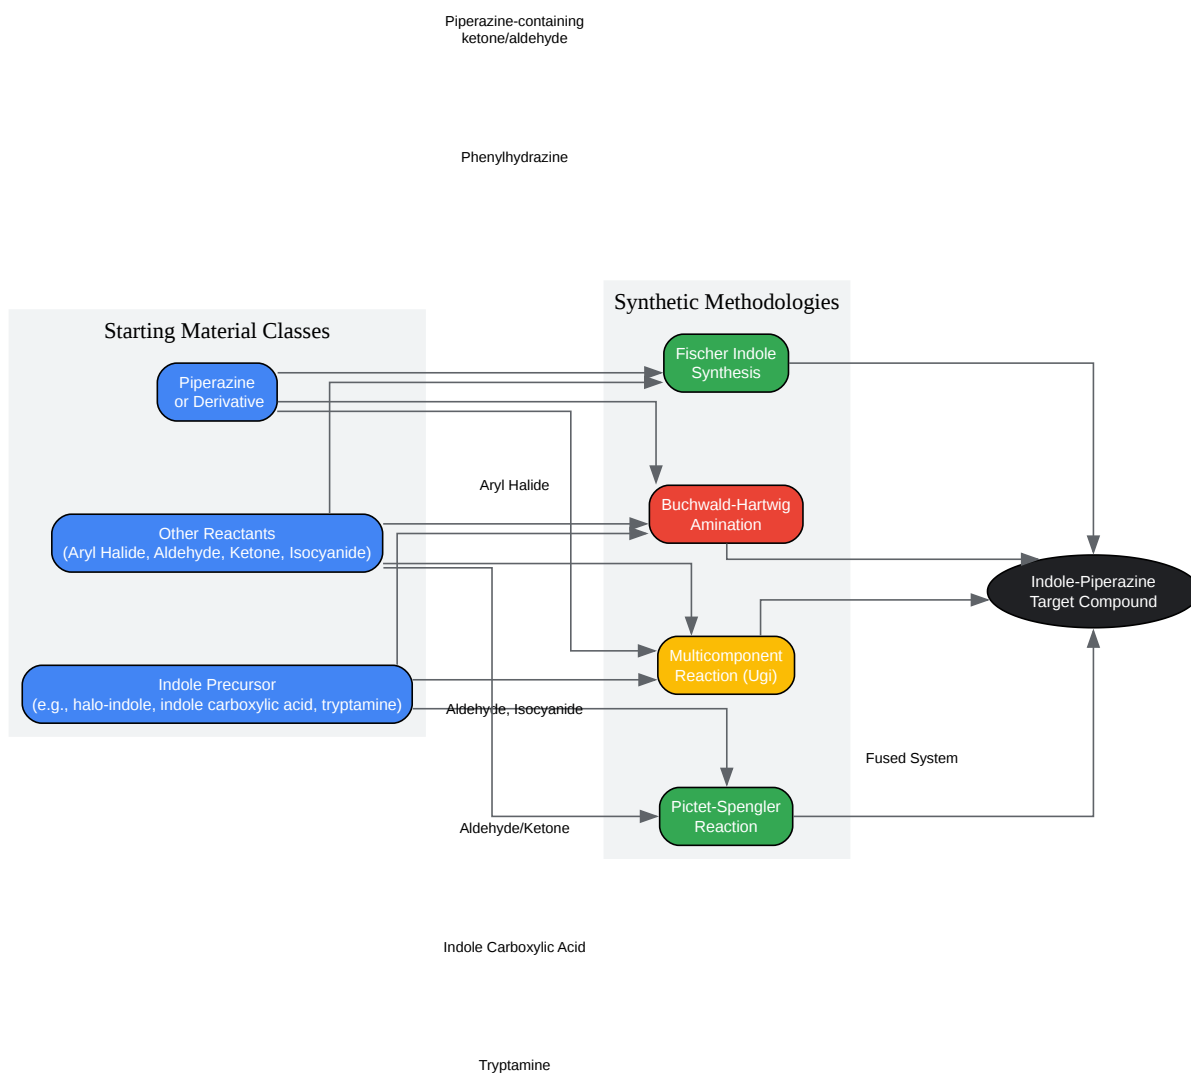 Piperazine-containing
ketone/aldehyde
Phenylhydrazine
Synthetic Methodologies
Starting Material Classes
Fischer Indole
Synthesis
Piperazine
or Derivative
Aryl Halide
Buchwald-Hartwig
Amination
Other Reactants
(Aryl Halide, Aldehyde, Ketone, Isocyanide)
Indole-Piperazine
Target Compound
Multicomponent
Reaction (Ugi)
Indole Precursor
(e.g., halo-indole, indole carboxylic acid, tryptamine)
Aldehyde, Isocyanide
Fused System
Pictet-Spengler
Reaction
Aldehyde/Ketone
Indole Carboxylic Acid
Tryptamine